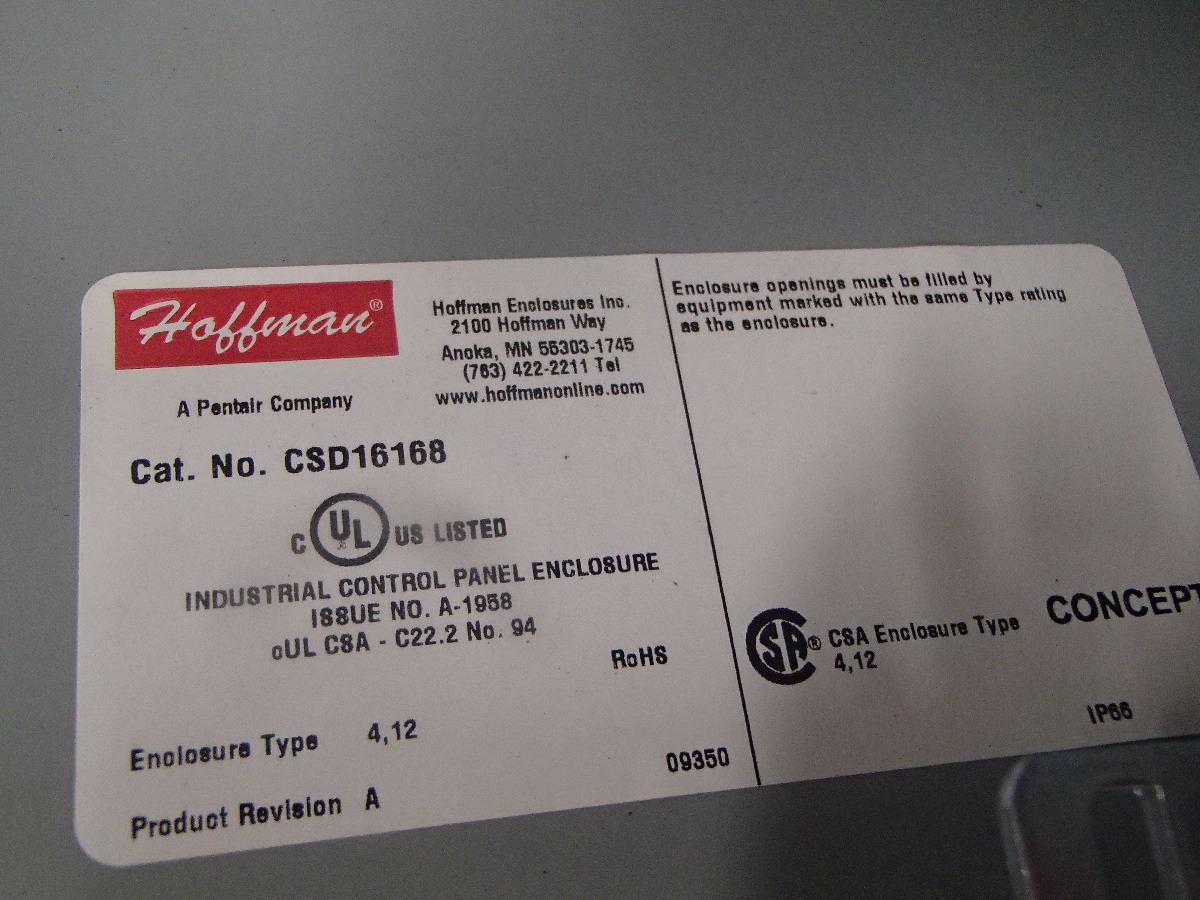 Hoffman®
A Pentair Company
Hoffman Enclosures Inc.
2100 Hoffman Way
Anoka, MN 55303-1745
(763) 422-2211 Tel
www.hoffmanonline.com
Cat. No. CSD16168
C UL US LISTED
INDUSTRIAL CONTROL PANEL ENCLOSURE
ISSUE NO. A-1958
cUL CSA - C22.2 No. 94
RoHS
Enclosure Type 4,12
09350
Product Revision A
Enclosure openings must be filled by
equipment marked with the same Type rating
as the enclosure.
CSA® CSA Enclosure Type
4,12
CONCEPT
IP66